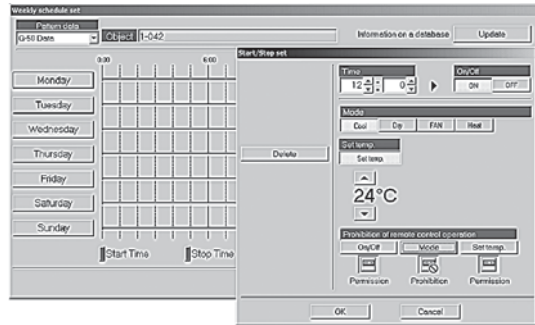 Weekly schedule set
Pattern data
G-50 Data
Object 1-042
Information on a database
Update
0:00
6:00
Monday
Tuesday
Wednesday
Thursday
Friday
Saturday
Sunday
Start Time
Stop Time
Start/Stop set
Time
12 : 0
On/Off
ON OFF
Mode
Cool Dry FAN Heat
Delete
Set temp.
Set temp.
24°C
Prohibition of remote control operation
On/Off Mode Set temp.
Permission Prohibition Permission
OK Cancel